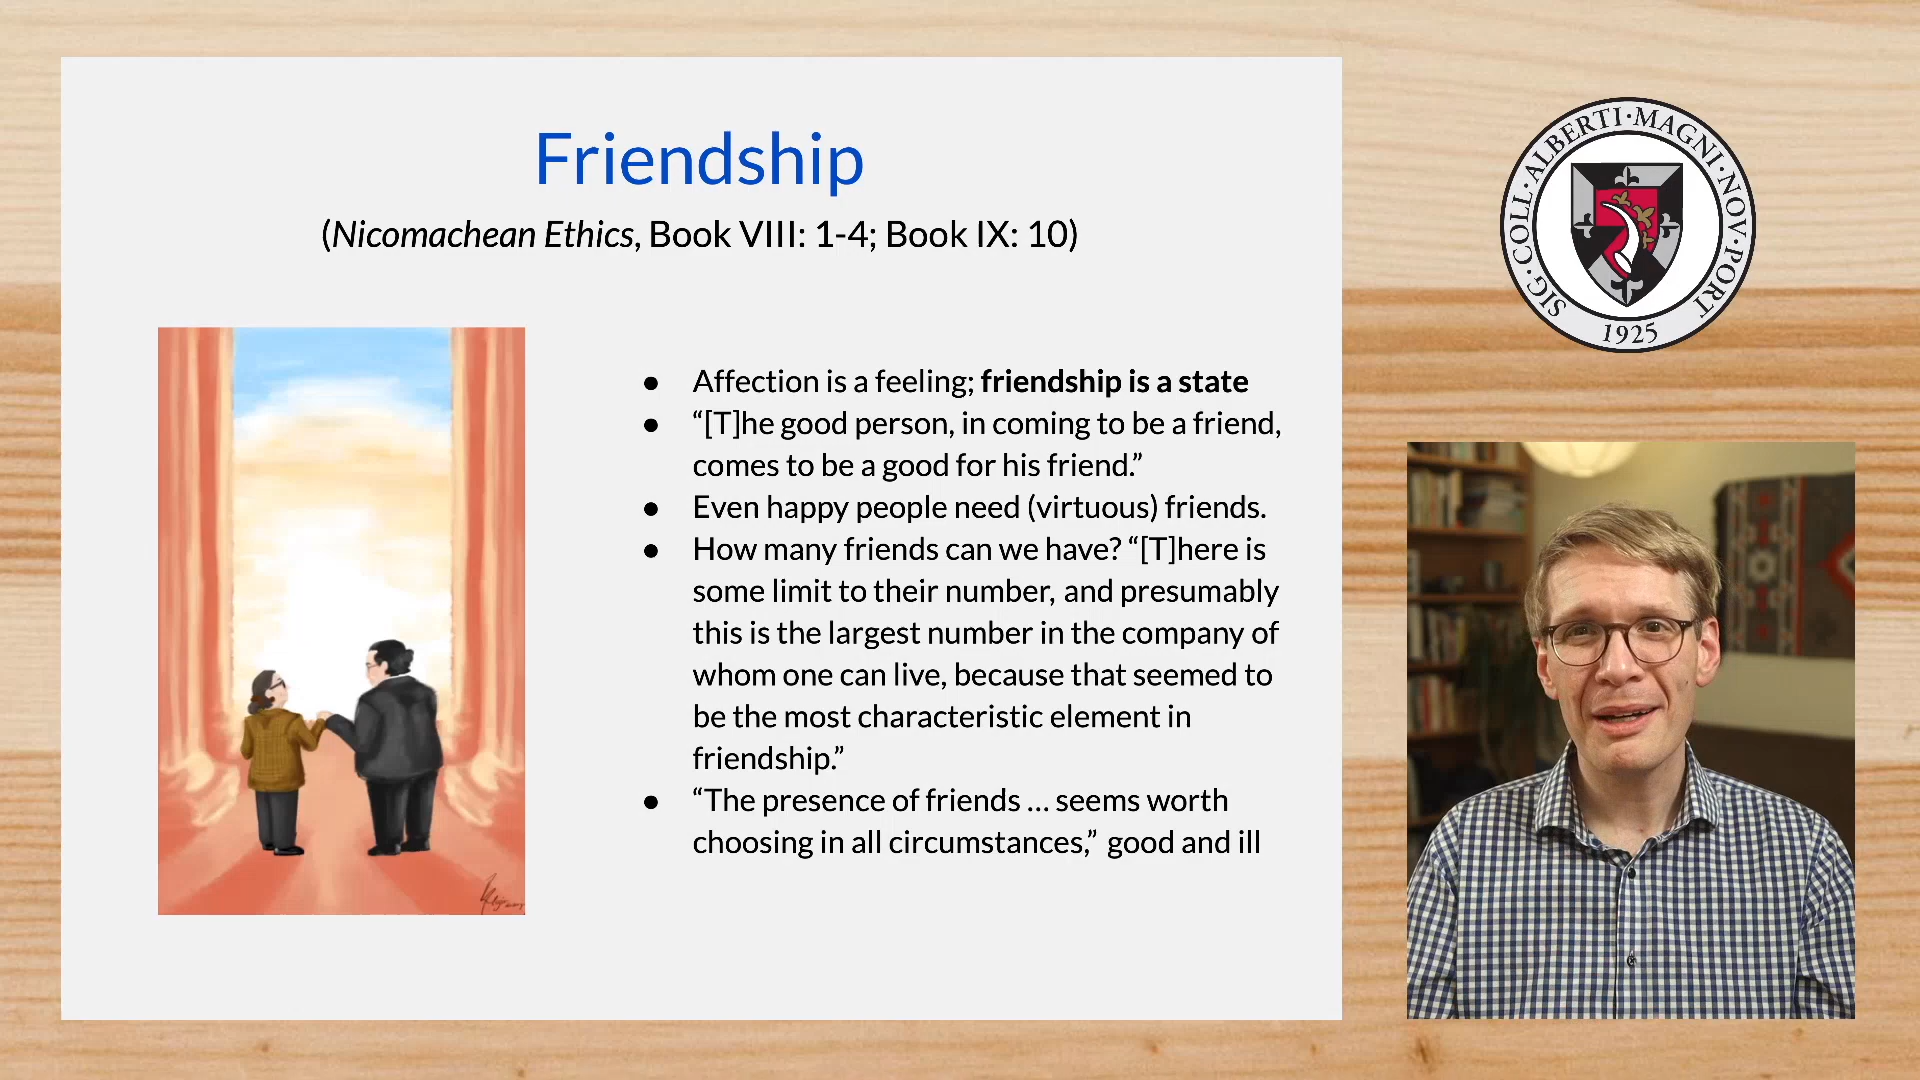 Friendship
(Nicomachean Ethics, Book VIII: 1-4; Book IX: 10)
● Affection is a feeling; friendship is a state
● “[T]he good person, in coming to be a friend,
comes to be a good for his friend.”
● Even happy people need (virtuous) friends.
● How many friends can we have? “[T]here is
some limit to their number, and presumably
this is the largest number in the company of
whom one can live, because that seemed to
be the most characteristic element in
friendship.”
● “The presence of friends … seems worth
choosing in all circumstances,” good and ill
SIG·COLL·ALBERTI·MAGNI·NOV·PORT
1925